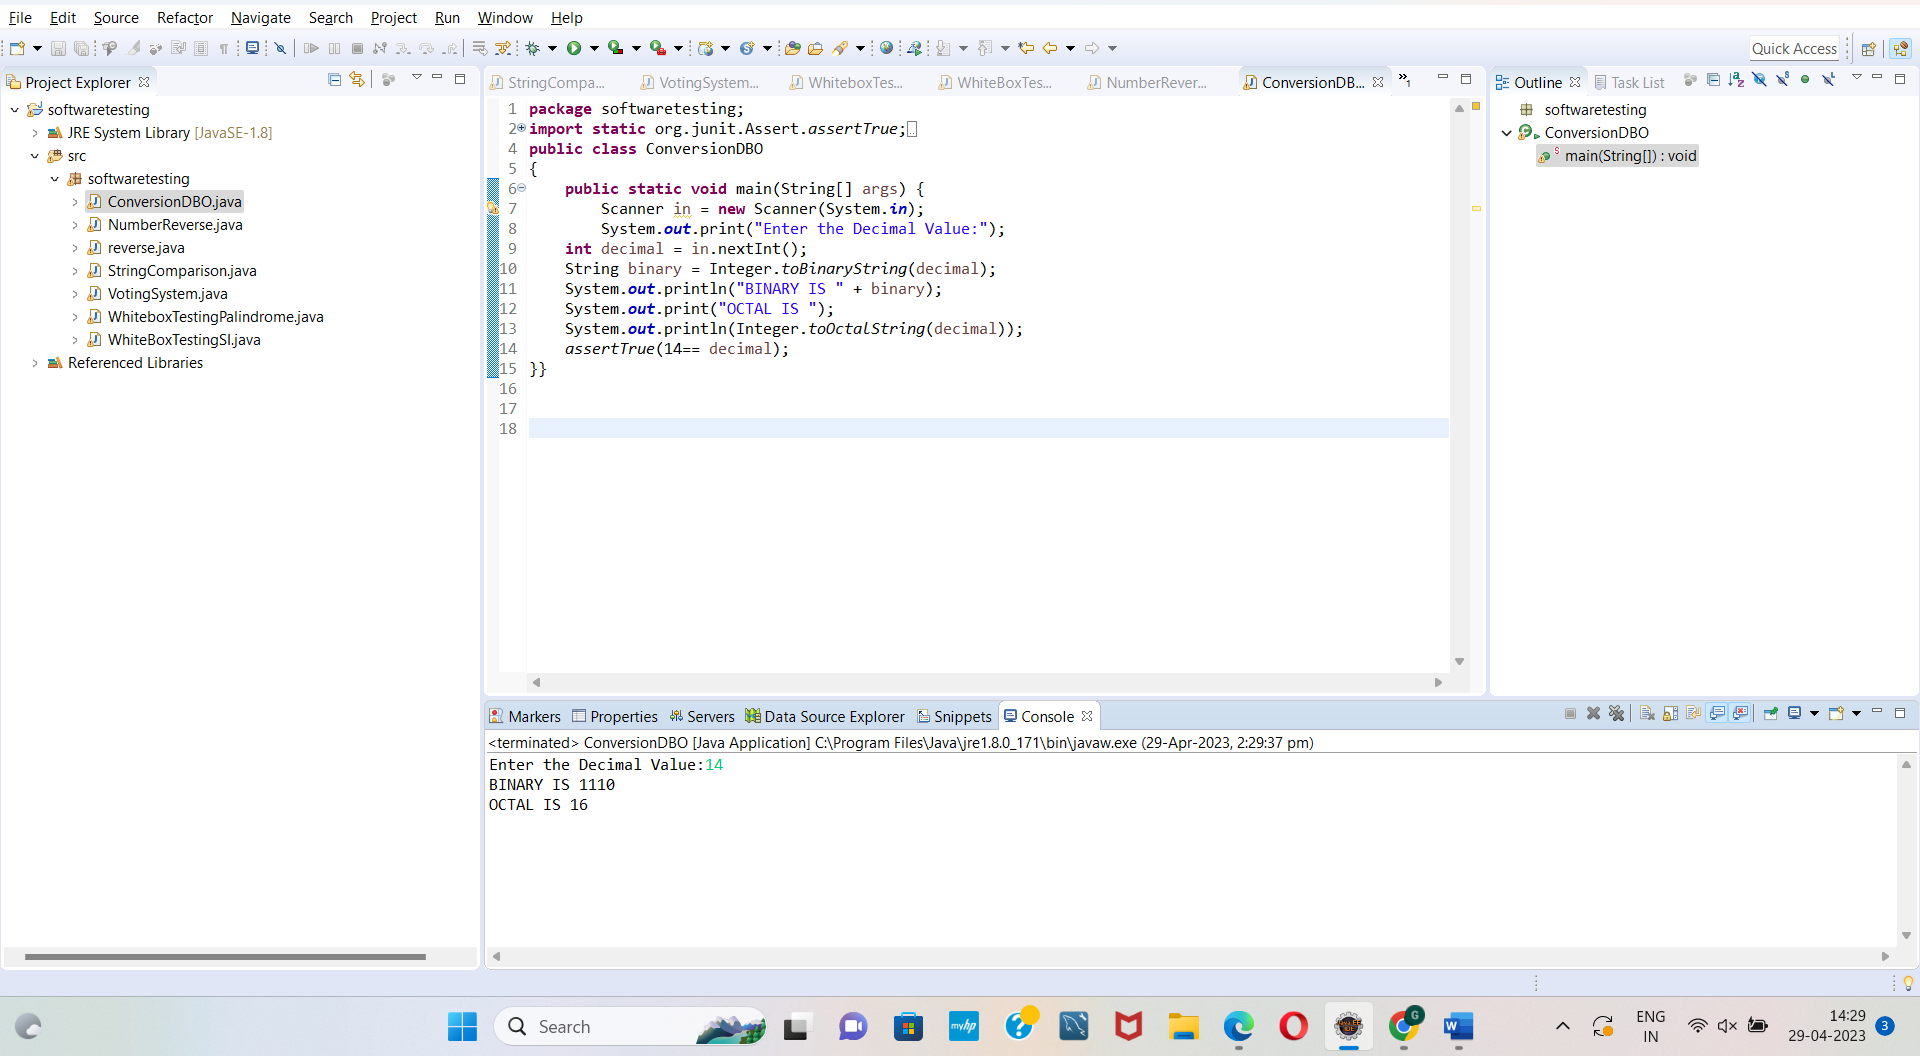 File Edit Source Refactor Navigate Search Project Run Window Help
Quick Access
Project Explorer
softwaretesting
JRE System Library [JavaSE-1.8]
src
softwaretesting
ConversionDBO.java
NumberReverse.java
reverse.java
StringComparison.java
VotingSystem.java
WhiteboxTestingPalindrome.java
WhiteBoxTestingSI.java
Referenced Libraries
StringCompa... VotingSystem... WhiteboxTes... WhiteBoxTes... NumberRever... ConversionDB... »1
1 package softwaretesting;
2 import static org.junit.Assert.assertTrue;
4 public class ConversionDBO
5 {
6 public static void main(String[] args) {
7 Scanner in = new Scanner(System.in);
8 System.out.print("Enter the Decimal Value:");
9 int decimal = in.nextInt();
10 String binary = Integer.toBinaryString(decimal);
11 System.out.println("BINARY IS " + binary);
12 System.out.print("OCTAL IS ");
13 System.out.println(Integer.toOctalString(decimal));
14 assertTrue(14== decimal);
15 }}
16
17
18
Outline Task List
softwaretesting
ConversionDBO
main(String[]) : void
Markers Properties Servers Data Source Explorer Snippets Console
<terminated> ConversionDBO [Java Application] C:\Program Files\Java\jre1.8.0_171\bin\javaw.exe (29-Apr-2023, 2:29:37 pm)
Enter the Decimal Value:14
BINARY IS 1110
OCTAL IS 16
Search
myhp
G
W
ENG
IN
14:29
29-04-2023
3